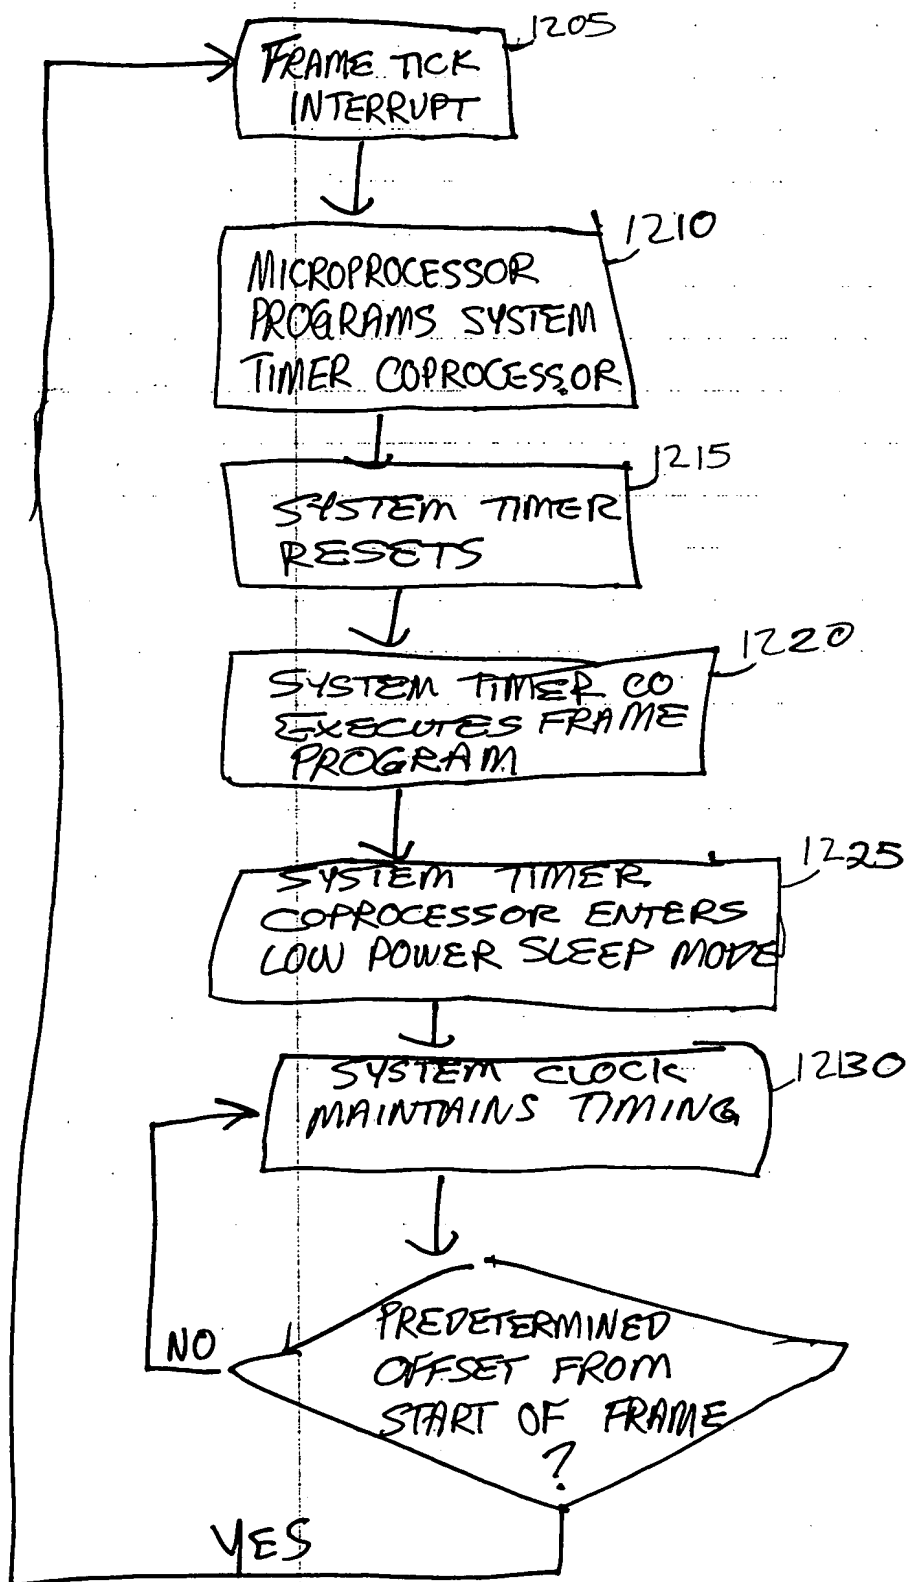 1205
FRAME TICK
INTERRUPT
1210
MICROPROCESSOR
PROGRAMS SYSTEM
TIMER COPROCESSOR
1215
SYSTEM TIMER
RESETS
1220
SYSTEM TIMER CO
EXECUTES FRAME
PROGRAM
1225
SYSTEM TIMER
COPROCESSOR ENTERS
LOW POWER SLEEP MODE
12130
SYSTEM CLOCK
MAINTAINS TIMING
PREDETERMINED
NO
OFFSET FROM
START OF FRAME
?
YES